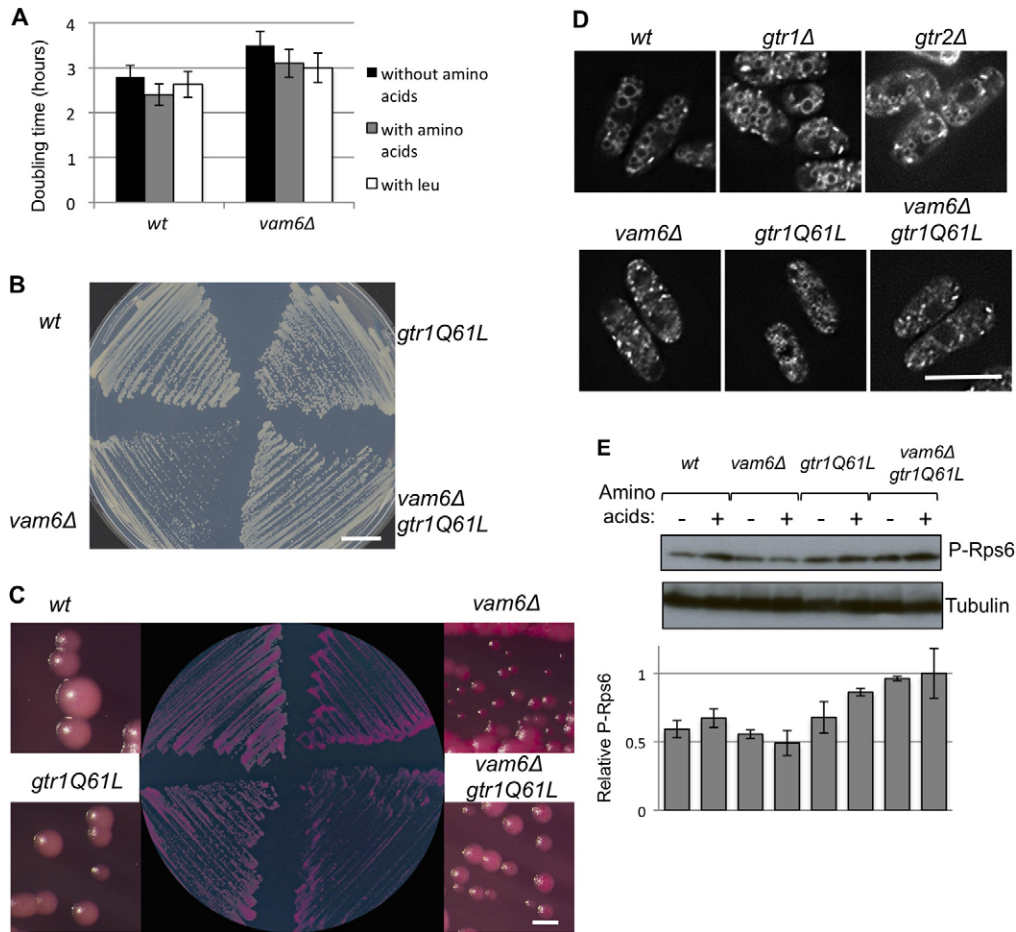 A
4
3
2
1
0
Doubling time (hours)
wt
vam6Δ
without amino
acids
with amino
acids
with leu
B
wt
gtr1Q61L
vam6Δ
vam6Δ
gtr1Q61L
C
wt
vam6Δ
gtr1Q61L
vam6Δ
gtr1Q61L
D
wt
gtr1Δ
gtr2Δ
vam6Δ
gtr1Q61L
vam6Δ
gtr1Q61L
E
wt
vam6Δ
gtr1Q61L
vam6Δ
gtr1Q61L
Amino
acids:
- + - + - + - +
P-Rps6
Tubulin
Relative P-Rps6
1
0.5
0